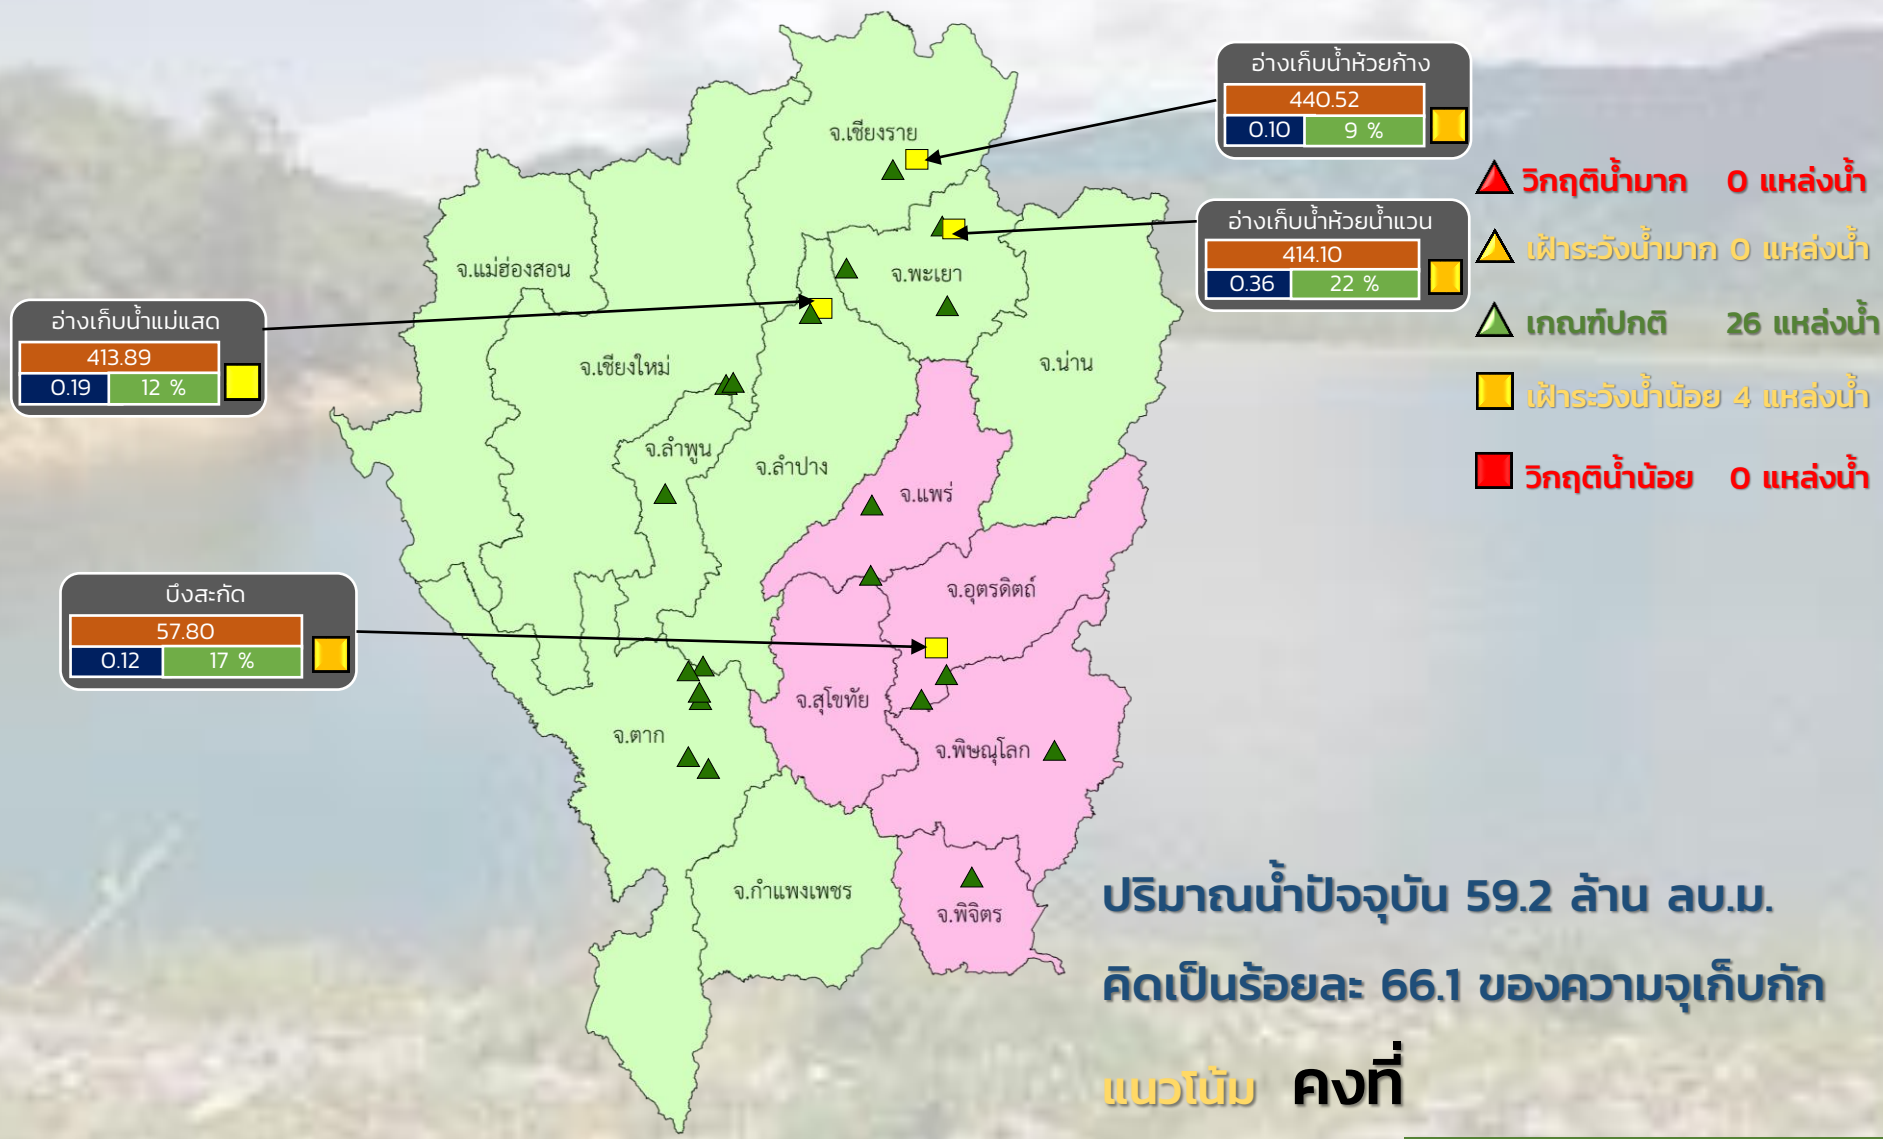 อ่างเก็บน้ำห้วยก้าง
440.52
0.10 9 %
จ.เชียงราย
วิกฤติน้ำมาก 0 แหล่งน้ำ
อ่างเก็บน้ำห้วยน้ำแวน
414.10
0.36 22 %
เฝ้าระวังน้ำมาก 0 แหล่งน้ำ
จ.แม่ฮ่องสอน
จ.พะเยา
อ่างเก็บน้ำแม่แสด
413.89
0.19 12 %
เกณฑ์ปกติ 26 แหล่งน้ำ
จ.เชียงใหม่
จ.น่าน
เฝ้าระวังน้ำน้อย 4 แหล่งน้ำ
จ.ลำพูน
จ.ลำปาง
วิกฤติน้ำน้อย 0 แหล่งน้ำ
จ.แพร่
บึงสะกัด
57.80
0.12 17 %
จ.อุตรดิตถ์
จ.สุโขทัย
จ.ตาก
จ.พิษณุโลก
จ.กำแพงเพชร
จ.พิจิตร
ปริมาณน้ำปัจจุบัน 59.2 ล้าน ลบ.ม.
คิดเป็นร้อยละ 66.1 ของความจุเก็บกัก
แนวโน้ม คงที่